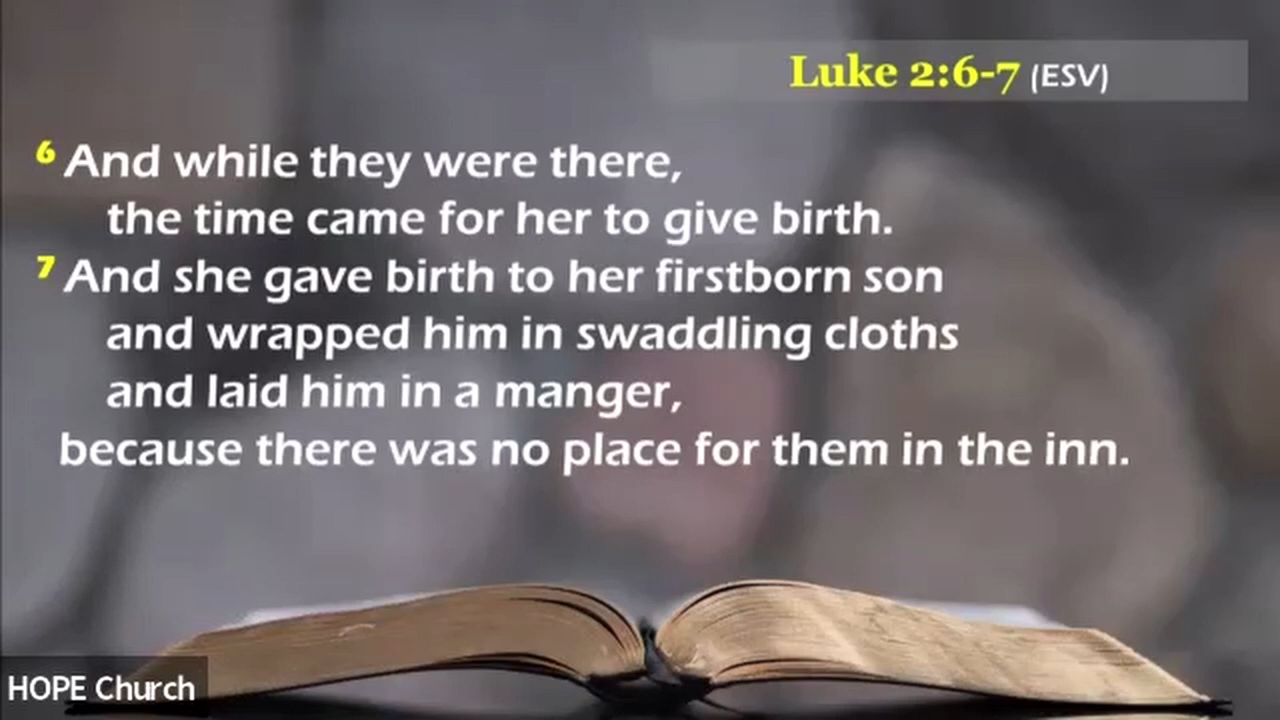 Luke 2:6-7 (ESV)
6 And while they were there,
the time came for her to give birth.
7 And she gave birth to her firstborn son
and wrapped him in swaddling cloths
and laid him in a manger,
because there was no place for them in the inn.
HOPE Church